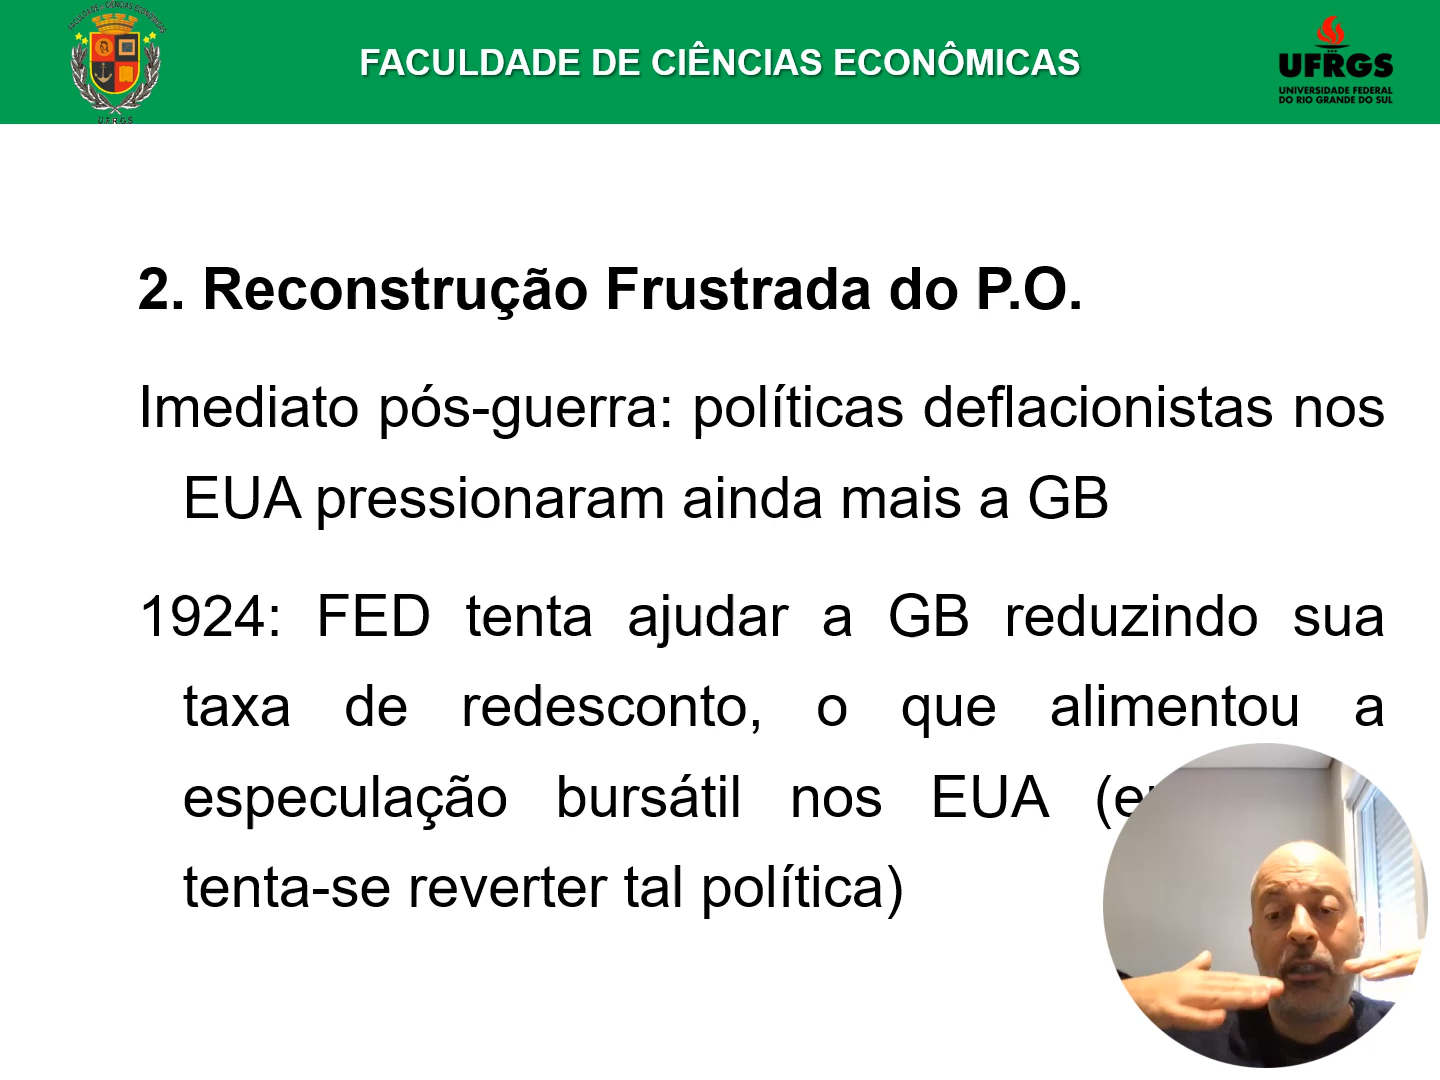 FACULDADE DE CIÊNCIAS ECONÔMICAS
UFRGS
UFRGS
UNIVERSIDADE FEDERAL
DO RIO GRANDE DO SUL
2. Reconstrução Frustrada do P.O.
Imediato pós-guerra: políticas deflacionistas nos
EUA pressionaram ainda mais a GB
1924: FED tenta ajudar a GB reduzindo sua
taxa de redesconto, o que alimentou a
especulação bursátil nos EUA
tenta-se reverter tal política)